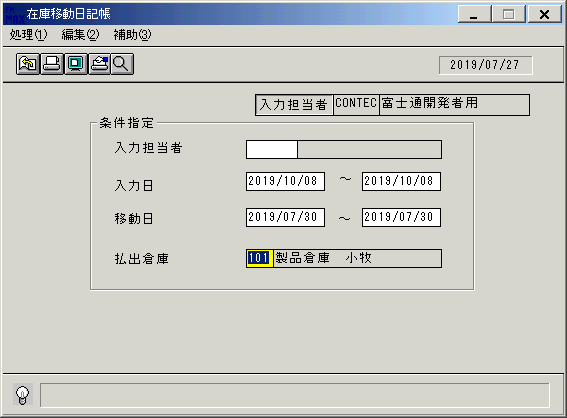 在庫移動日記帳
処理(1) 編集(2) 補助(3)
2019/07/27
入力担当者 CONTEC 富士通開発者用
条件指定
入力担当者
入力日 2019/10/08 ～ 2019/10/08
移動日 2019/07/30 ～ 2019/07/30
払出倉庫 101 製品倉庫 小牧